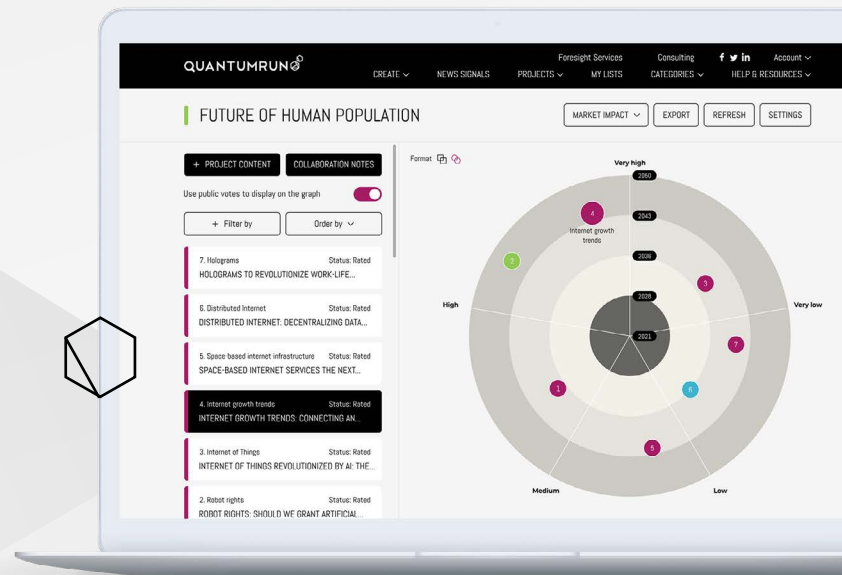 QUANTUMRUN
Foresight Services Consulting Account
CREATE NEWS SIGNALS PROJECTS MY LISTS CATEGORIES HELP & RESOURCES
FUTURE OF HUMAN POPULATION
MARKET IMPACT EXPORT REFRESH SETTINGS
+ PROJECT CONTENT COLLABORATION NOTES
Use public votes to display on the graph
+ Filter by Order by
7. Holograms Status: Rated
HOLOGRAMS TO REVOLUTIONIZE WORK-LIFE...
6. Distributed Internet Status: Rated
DISTRIBUTED INTERNET: DECENTRALIZING DATA...
5. Space based internet infrastructure Status: Rated
SPACE-BASED INTERNET SERVICES THE NEXT...
4. Internet growth trends Status: Rated
INTERNET GROWTH TRENDS: CONNECTING AN...
3. Internet of Things Status: Rated
INTERNET OF THINGS REVOLUTIONIZED BY AI: THE...
2. Robot rights Status: Rated
ROBOT RIGHTS: SHOULD WE GRANT ARTIFICIAL...
Format
Very high
2060
4
2043
Internet growth
trends
2
2036
3
2028
High
Very low
2021
7
1
6
5
Medium
Low